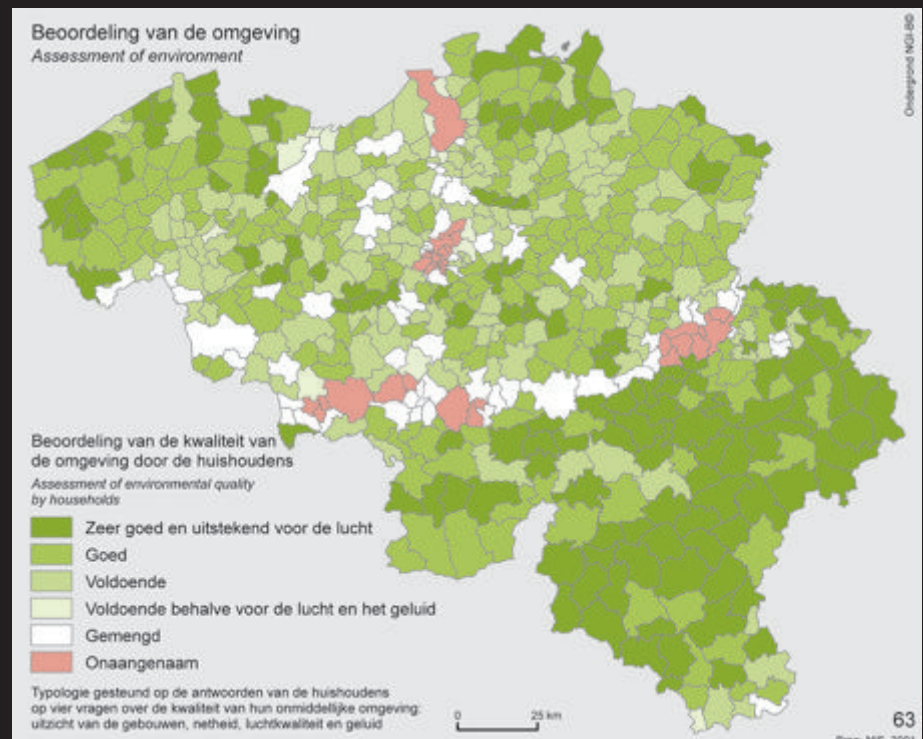 Beoordeling van de omgeving
Assessment of environment
Ondergrond NGI-B©
Beoordeling van de kwaliteit van
de omgeving door de huishoudens
Assessment of environmental quality
by households
Zeer goed en uitstekend voor de lucht
Goed
Voldoende
Voldoende behalve voor de lucht en het geluid
Gemengd
Onaangenaam
Typologie gesteund op de antwoorden van de huishoudens
op vier vragen over de kwaliteit van hun onmiddellijke omgeving:
uitzicht van de gebouwen, netheid, luchtkwaliteit en geluid
0 25 km
63